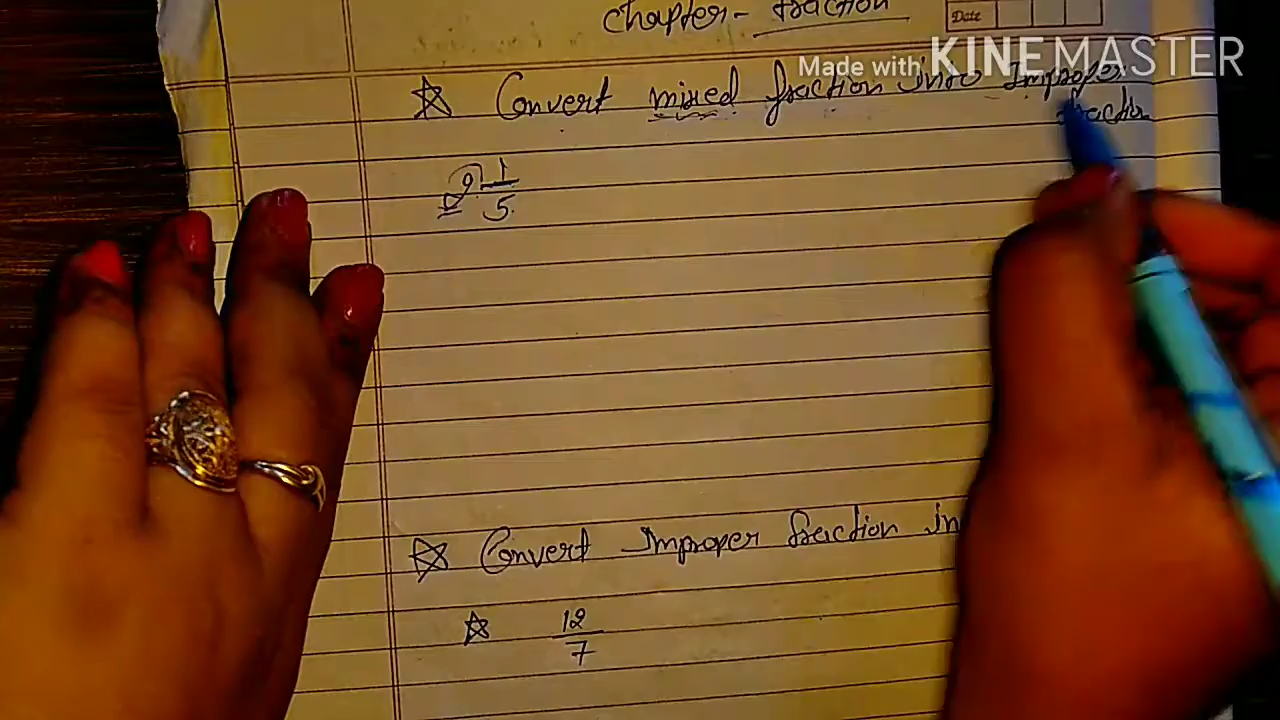 Chapter- fraction
Date
Made with KINEMASTER
Convert mixed fraction into Improper
fraction
2 1/5
Convert Improper fraction in
12/7